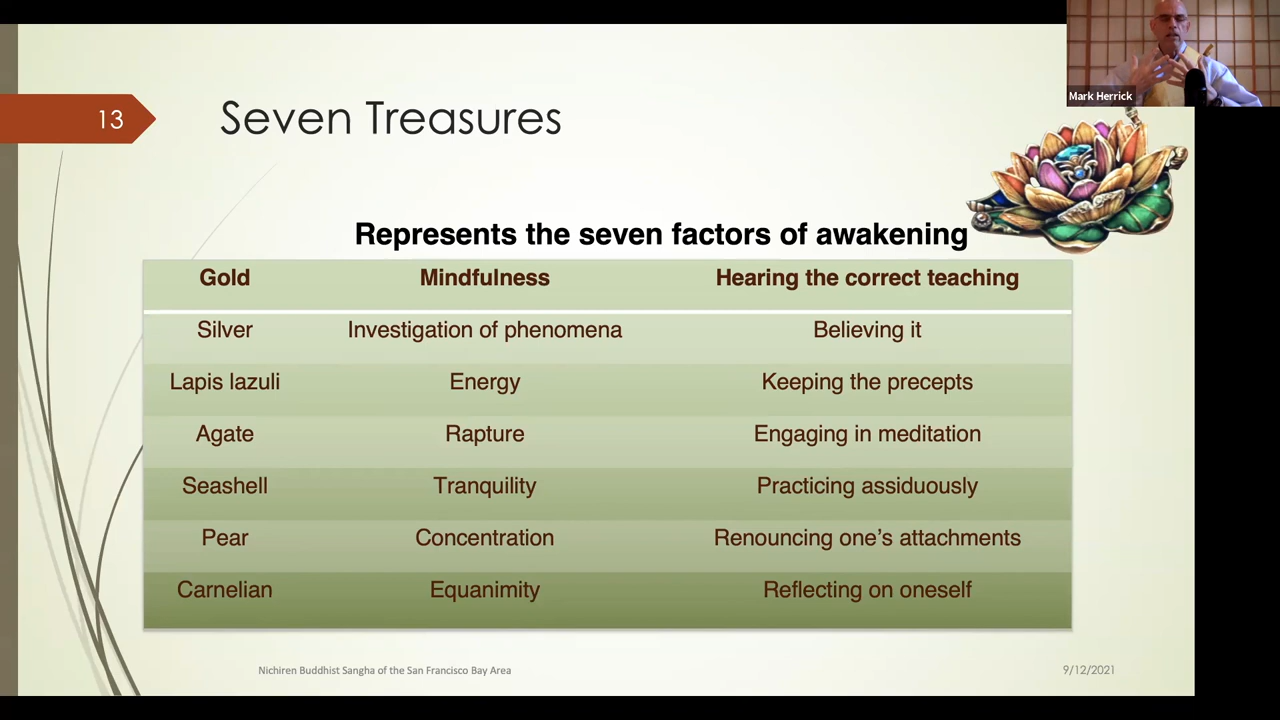 Mark Herrick
13
Seven Treasures
Represents the seven factors of awakening
Gold Mindfulness Hearing the correct teaching
Silver Investigation of phenomena Believing it
Lapis lazuli Energy Keeping the precepts
Agate Rapture Engaging in meditation
Seashell Tranquility Practicing assiduously
Pear Concentration Renouncing one’s attachments
Carnelian Equanimity Reflecting on oneself
Nichiren Buddhist Sangha of the San Francisco Bay Area 9/12/2021